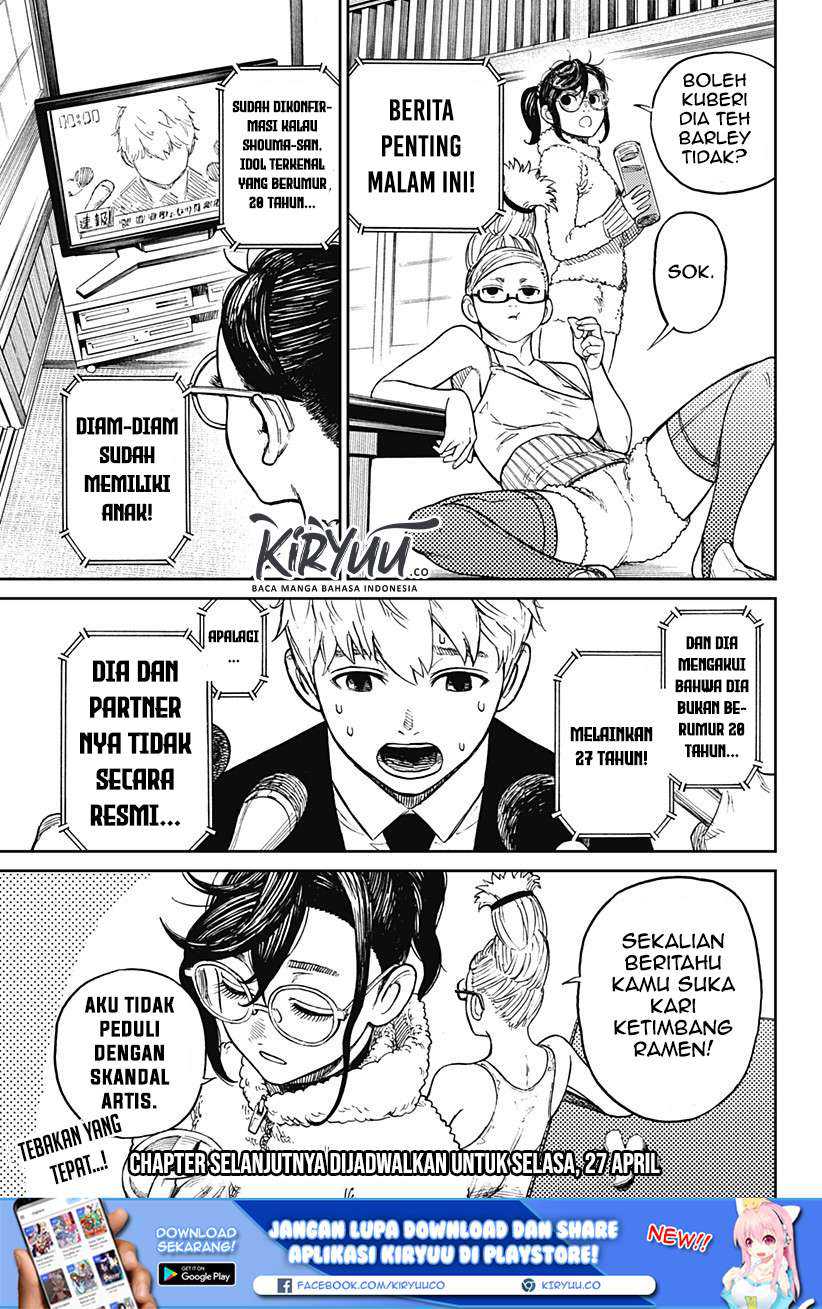 BOLEH
KUBERI
DIA TEH
BARLEY
TIDAK?
BERITA
PENTING
MALAM INI!
SOK.
SUDAH DIKONFIR-
MASI KALAU
SHOUMA-SAN.
IDOL TERKENAL
YANG BERUMUR,
20 TAHUN...
00:00
速報
DIAM-DIAM
SUDAH
MEMILIKI
ANAK!
KiRYUU.CO
BACA MANGA BAHASA INDONESIA
DAN DIA
MENGAKUI
BAHWA DIA
BUKAN BE-
RUMUR 20
TAHUN...
MELAINKAN
27 TAHUN!
APALAGI
...
DIA DAN
PARTNER
NYA TIDAK
SECARA
RESMI...
SEKALIAN
BERITAHU
KAMU SUKA
KARI
KETIMBANG
RAMEN!
AKU TIDAK
PEDULI
DENGAN
SKANDAL
ARTIS.
TEBAKAN YANG
TEPAT...!
CHAPTER SELANJUTNYA DIJADWALKAN UNTUK SELASA, 27 APRIL
DOWNLOAD
SEKARANG!
GET IT ON
Google Play
JANGAN LUPA DOWNLOAD DAN SHARE
APLIKASI KIRYUU DI PLAYSTORE!
NEW!!
FACEBOOK.COM/KIRYUUCO
KIRYUU.CO